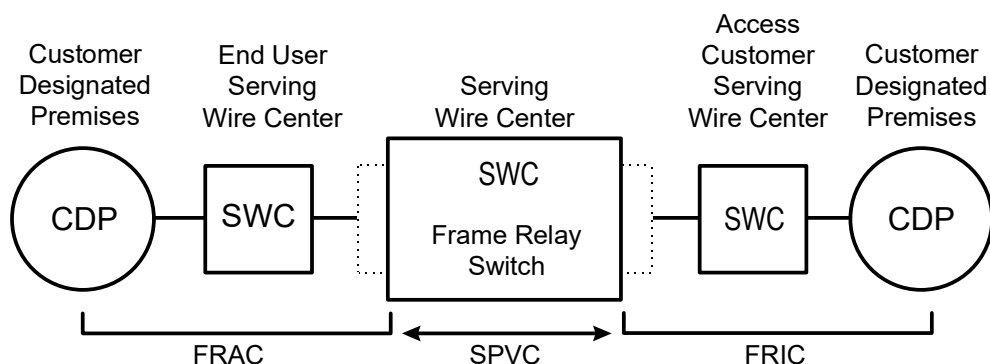 Customer
Designated
Premises
End User
Serving
Wire Center
Serving
Wire Center
Access
Customer
Serving
Wire Center
Customer
Designated
Premises
CDP
SWC
SWC
Frame Relay
Switch
SWC
CDP
FRAC
SPVC
FRIC